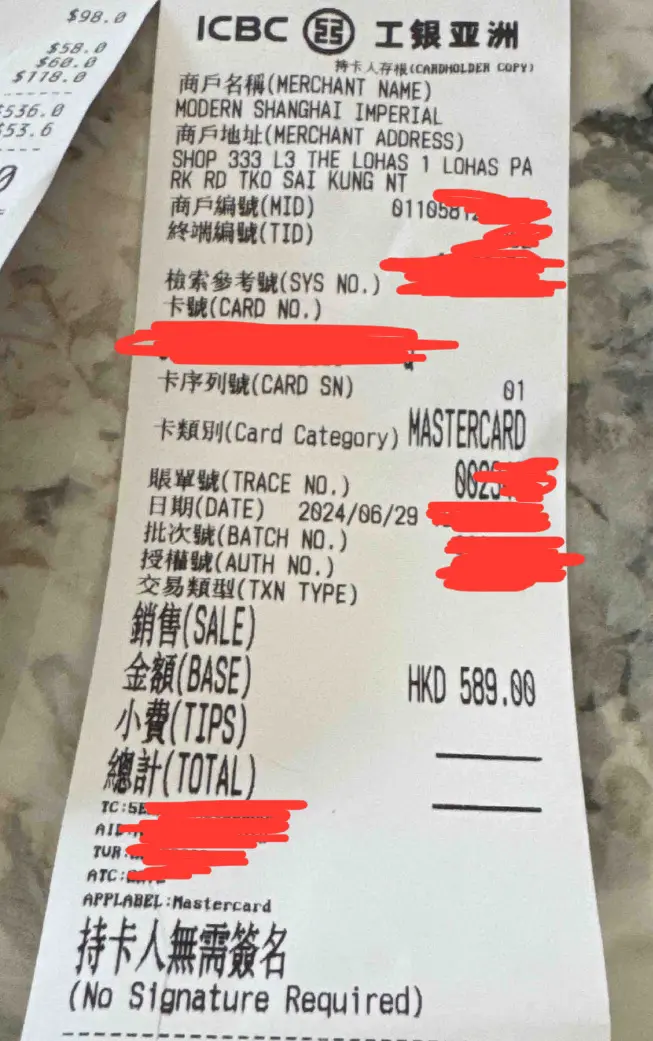 $98.0
$58.0
$60.0
$178.0
$536.0
$53.6
ICBC 工银亚洲
持卡人存根(CARDHOLDER COPY)
商戶名稱(MERCHANT NAME)
MODERN SHANGHAI IMPERIAL
商戶地址(MERCHANT ADDRESS)
SHOP 333 L3 THE LOHAS 1 LOHAS PA
RK RD TKO SAI KUNG NT
商戶編號(MID)
終端編號(TID)
檢索參考號(SYS NO.)
卡號(CARD NO.)
卡序列號(CARD SN) 01
卡類別(Card Category) MASTERCARD
賬單號(TRACE NO.)
日期(DATE) 2024/06/29
批次號(BATCH NO.)
授權號(AUTH NO.)
交易類型(TXN TYPE)
銷售(SALE)
金額(BASE) HKD 589.00
小費(TIPS)
總計(TOTAL)
TC:
TVR:
ATC:
APPLABEL:Mastercard
持卡人無需簽名
(No Signature Required)